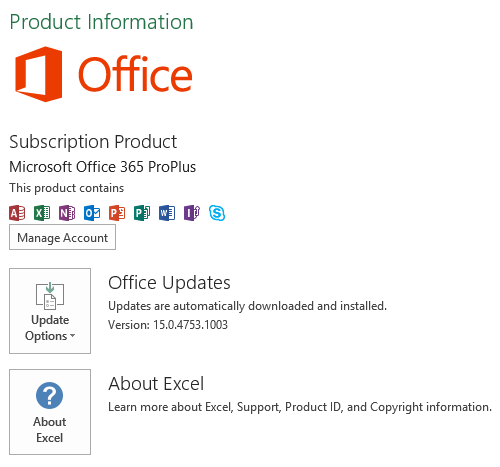 Product Information
Office
Subscription Product
Microsoft Office 365 ProPlus
This product contains
A X N O P P W I S
Manage Account
Update
Options
Office Updates
Updates are automatically downloaded and installed.
Version: 15.0.4753.1003
About
Excel
About Excel
Learn more about Excel, Support, Product ID, and Copyright information.